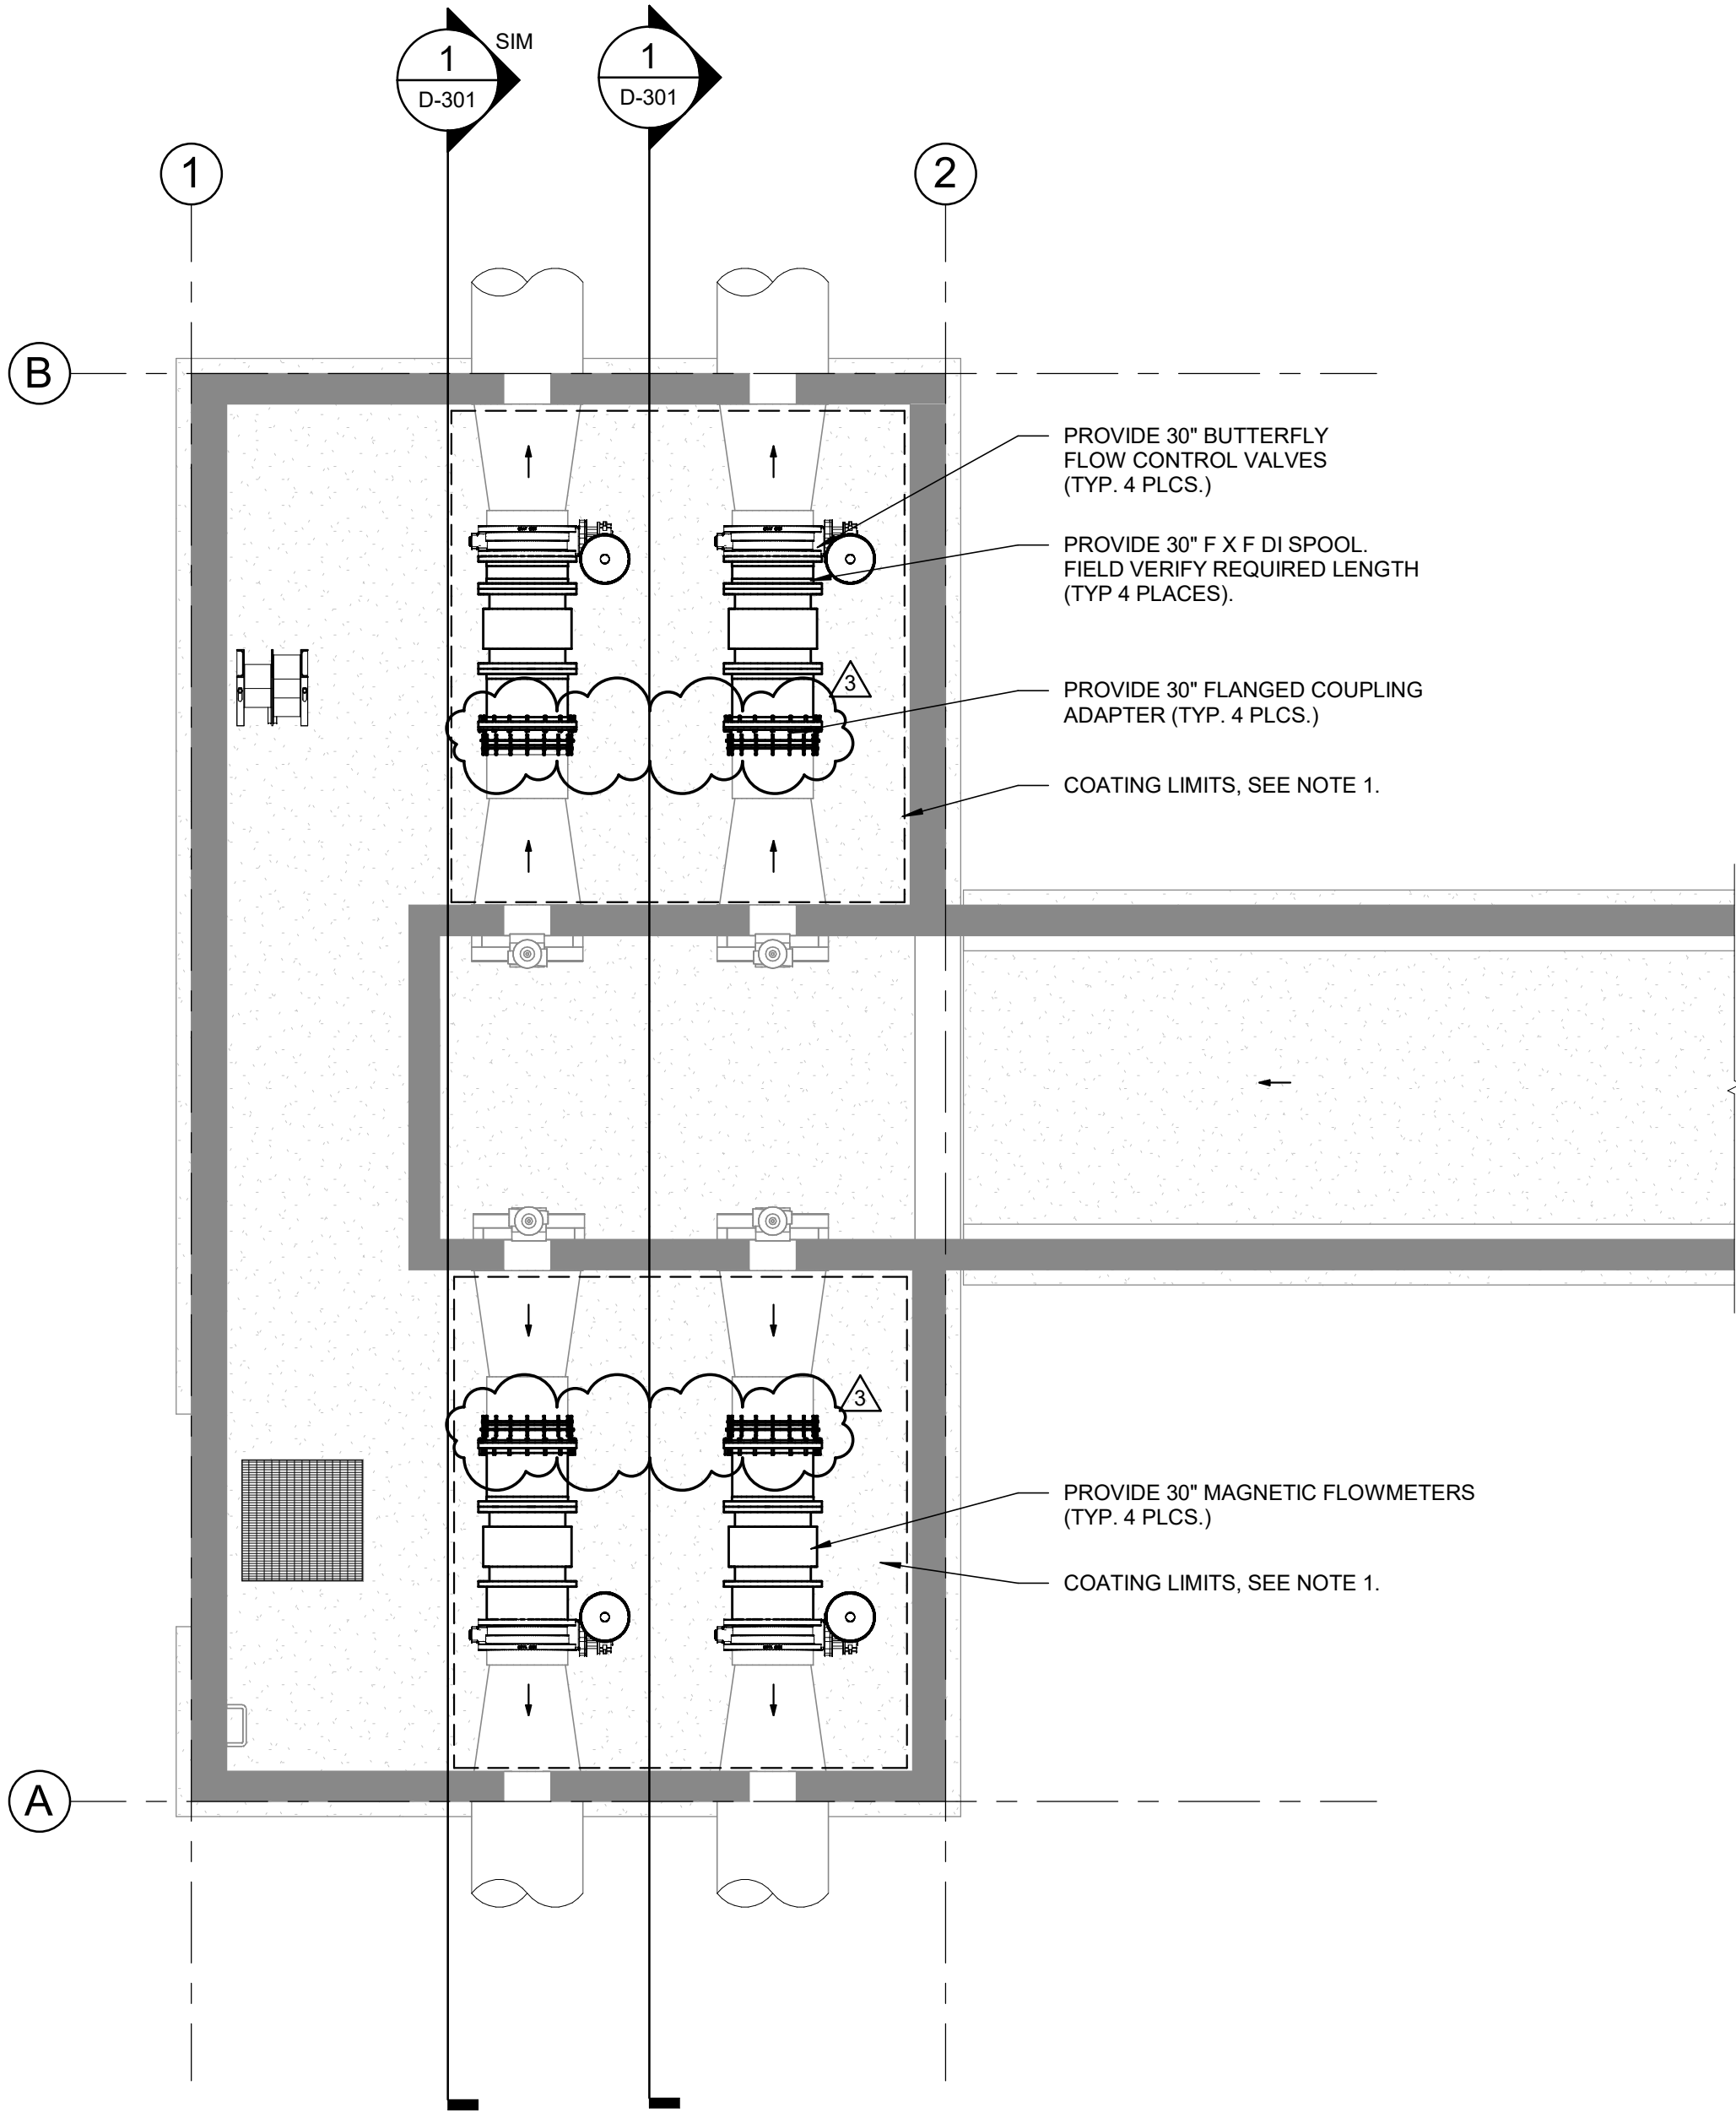 SIM
1
D-301
1
D-301
1
2
B
PROVIDE 30" BUTTERFLY
FLOW CONTROL VALVES
(TYP. 4 PLCS.)
PROVIDE 30" F X F DI SPOOL.
FIELD VERIFY REQUIRED LENGTH
(TYP 4 PLACES).
3
PROVIDE 30" FLANGED COUPLING
ADAPTER (TYP. 4 PLCS.)
COATING LIMITS, SEE NOTE 1.
3
PROVIDE 30" MAGNETIC FLOWMETERS
(TYP. 4 PLCS.)
COATING LIMITS, SEE NOTE 1.
A